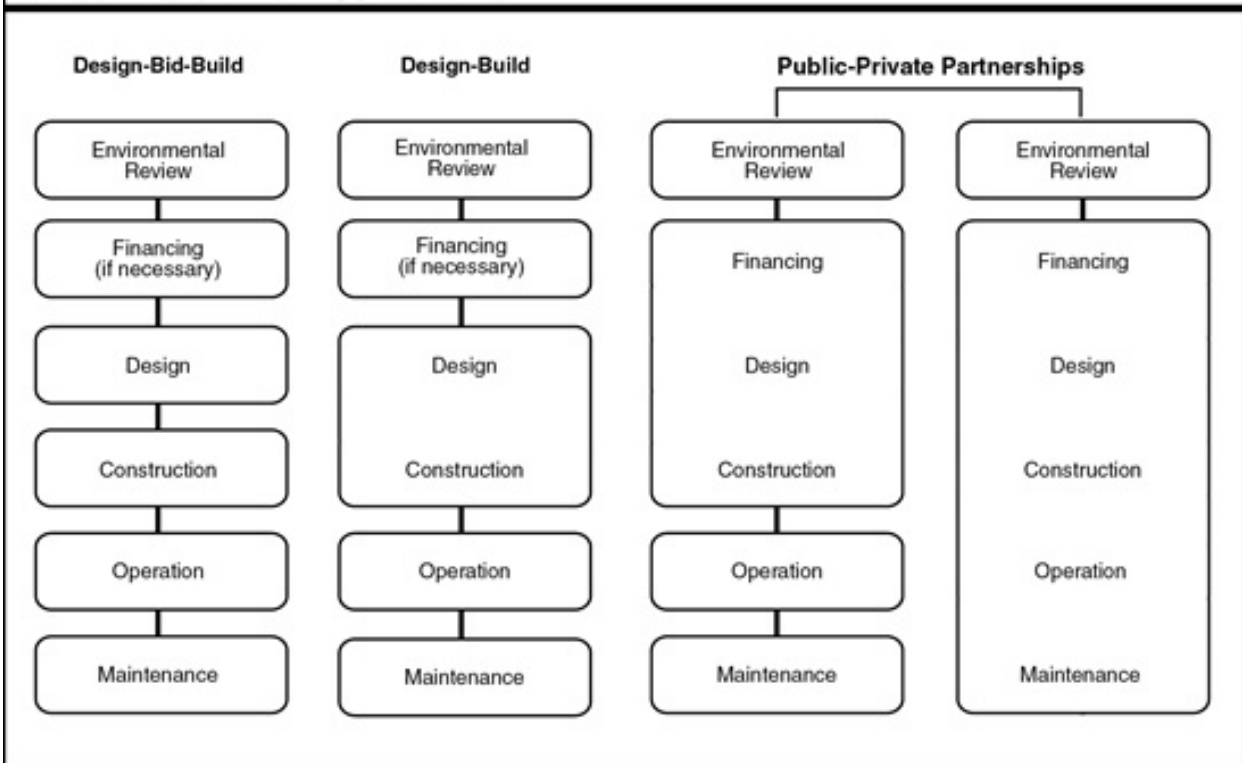 Design-Bid-Build
Environmental
Review
Financing
(if necessary)
Design
Construction
Operation
Maintenance
Design-Build
Environmental
Review
Financing
(if necessary)
Design
Construction
Operation
Maintenance
Public-Private Partnerships
Environmental
Review
Financing
Design
Construction
Operation
Maintenance
Environmental
Review
Financing
Design
Construction
Operation
Maintenance